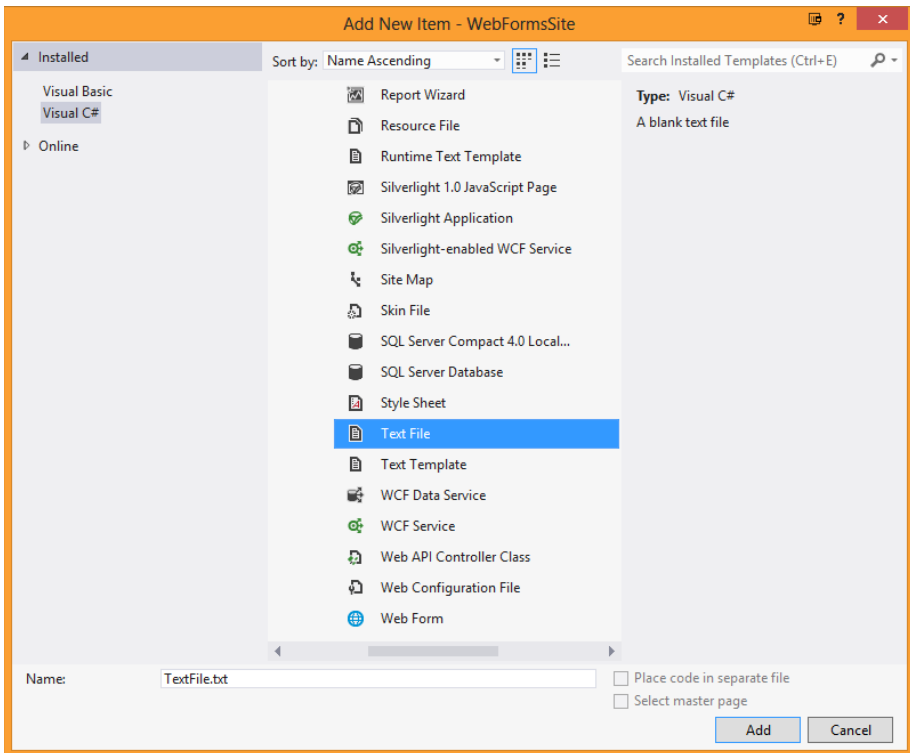 Add New Item - WebFormsSite
?
Installed
Visual Basic
Visual C#
Online
Sort by: Name Ascending
Report Wizard
Resource File
Runtime Text Template
Silverlight 1.0 JavaScript Page
Silverlight Application
Silverlight-enabled WCF Service
Site Map
Skin File
SQL Server Compact 4.0 Local...
SQL Server Database
Style Sheet
Text File
Text Template
WCF Data Service
WCF Service
Web API Controller Class
Web Configuration File
Web Form
Search Installed Templates (Ctrl+E)
Type: Visual C#
A blank text file
Name: TextFile.txt
Place code in separate file
Select master page
Add Cancel